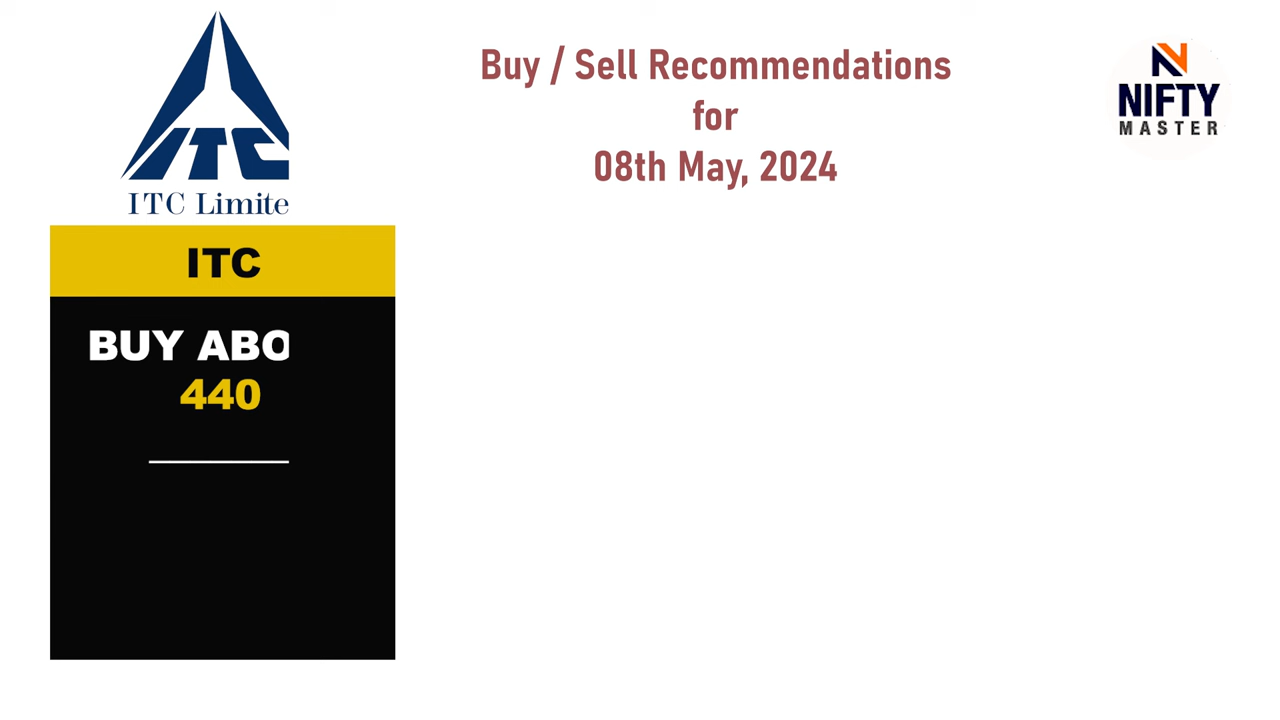 ITC
ITC Limite
Buy / Sell Recommendations
for
08th May, 2024
NIFTY
MASTER
ITC
BUY ABO
440